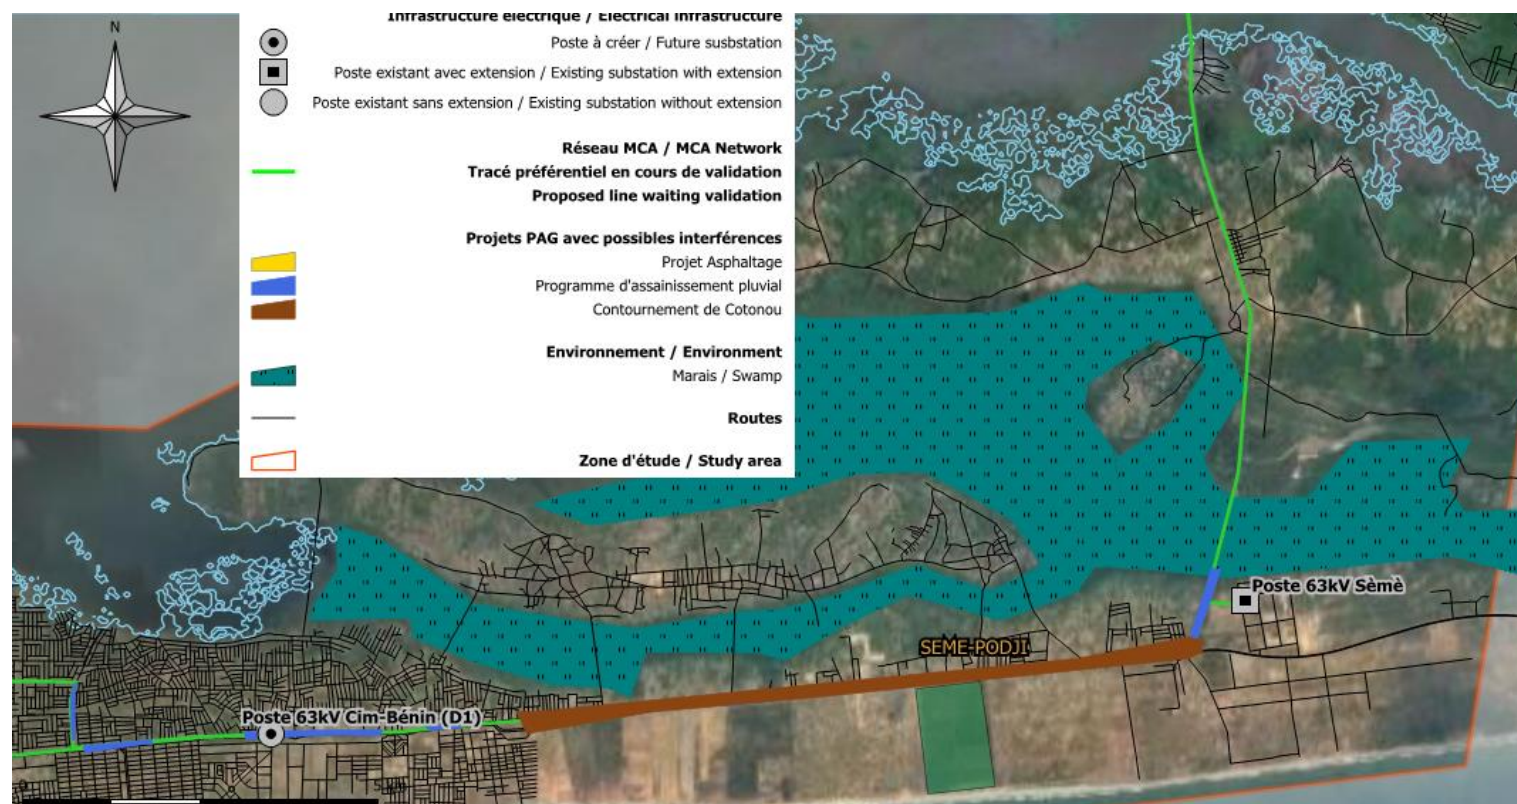 N
Infrastructure électrique / Electrical infrastructure
Poste à créer / Future susbstation
Poste existant avec extension / Existing substation with extension
Poste existant sans extension / Existing substation without extension
Réseau MCA / MCA Network
Tracé préférentiel en cours de validation
Proposed line waiting validation
Projets PAG avec possibles interférences
Projet Asphaltage
Programme d'assainissement pluvial
Contournement de Cotonou
Environnement / Environment
Marais / Swamp
Routes
Zone d'étude / Study area
Poste 63kV Sèmè
SEME-PODJI
Poste 63kV Cim-Bénin (D1)